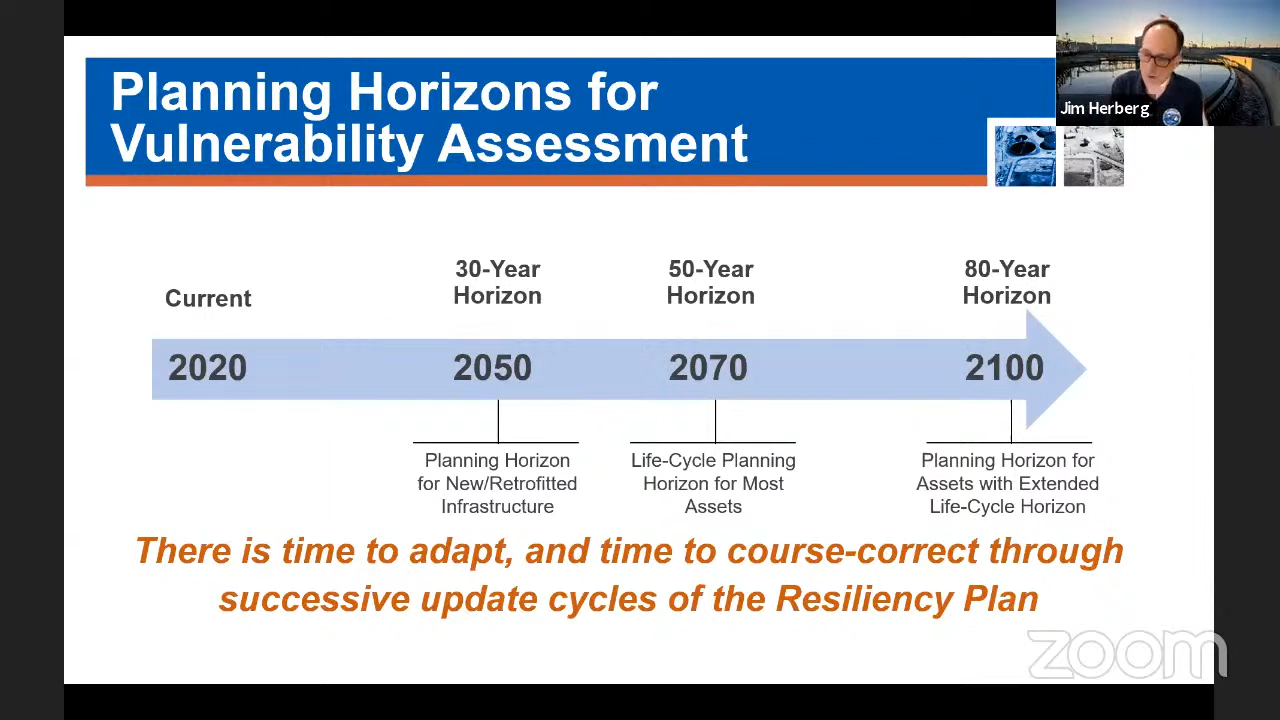 Planning Horizons for
Vulnerability Assessment
Jim Herberg
Current
30-Year
Horizon
50-Year
Horizon
80-Year
Horizon
2020
2050
2070
2100
Planning Horizon
for New/Retrofitted
Infrastructure
Life-Cycle Planning
Horizon for Most
Assets
Planning Horizon for
Assets with Extended
Life-Cycle Horizon
There is time to adapt, and time to course-correct through
successive update cycles of the Resiliency Plan
zoom